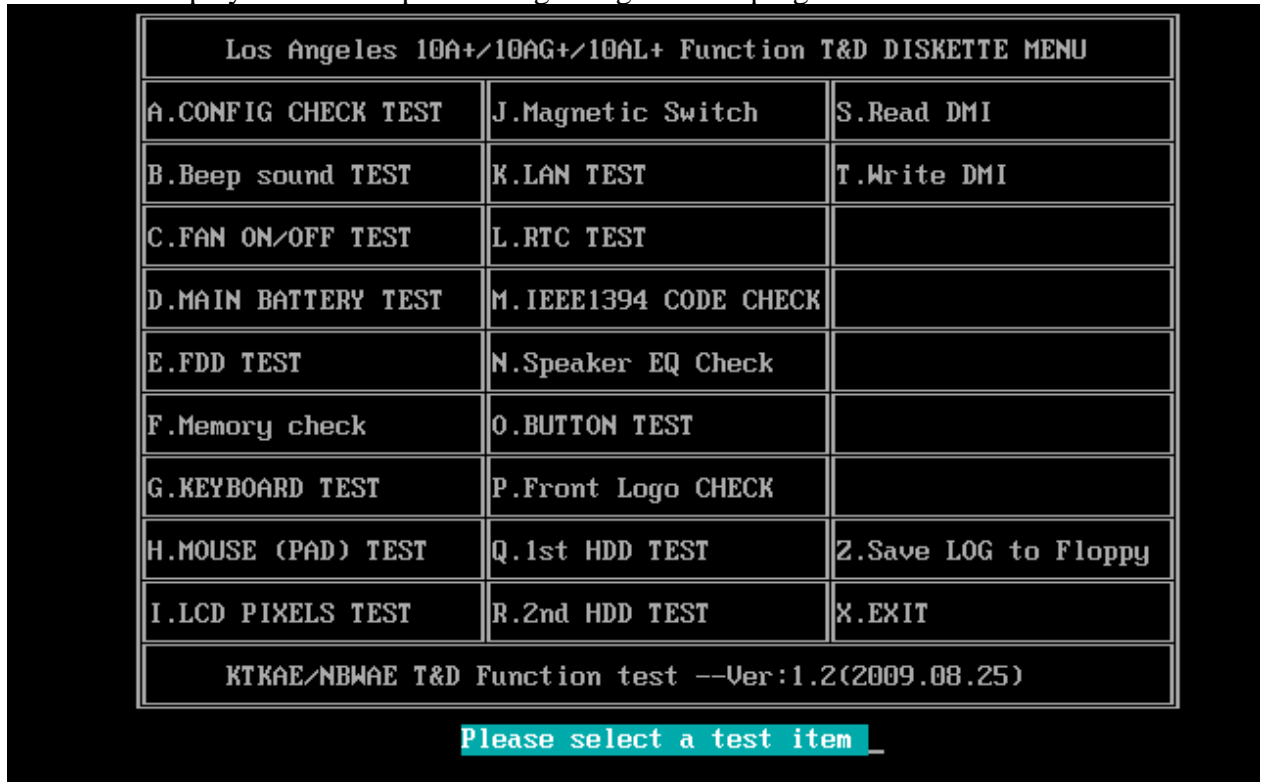 Los Angeles 10A+/10AG+/10AL+ Function T&D DISKETTE MENU
A.CONFIG CHECK TEST J.Magnetic Switch S.Read DMI
B.Beep sound TEST K.LAN TEST T.Write DMI
C.FAN ON/OFF TEST L.RTC TEST
D.MAIN BATTERY TEST M.IEEE1394 CODE CHECK
E.FDD TEST N.Speaker EQ Check
F.Memory check O.BUTTON TEST
G.KEYBOARD TEST P.Front Logo CHECK
H.MOUSE (PAD) TEST Q.1st HDD TEST Z.Save LOG to Floppy
I.LCD PIXELS TEST R.2nd HDD TEST X.EXIT
KTKAE/NBWAE T&D Function test --Ver:1.2(2009.08.25)
Please select a test item _